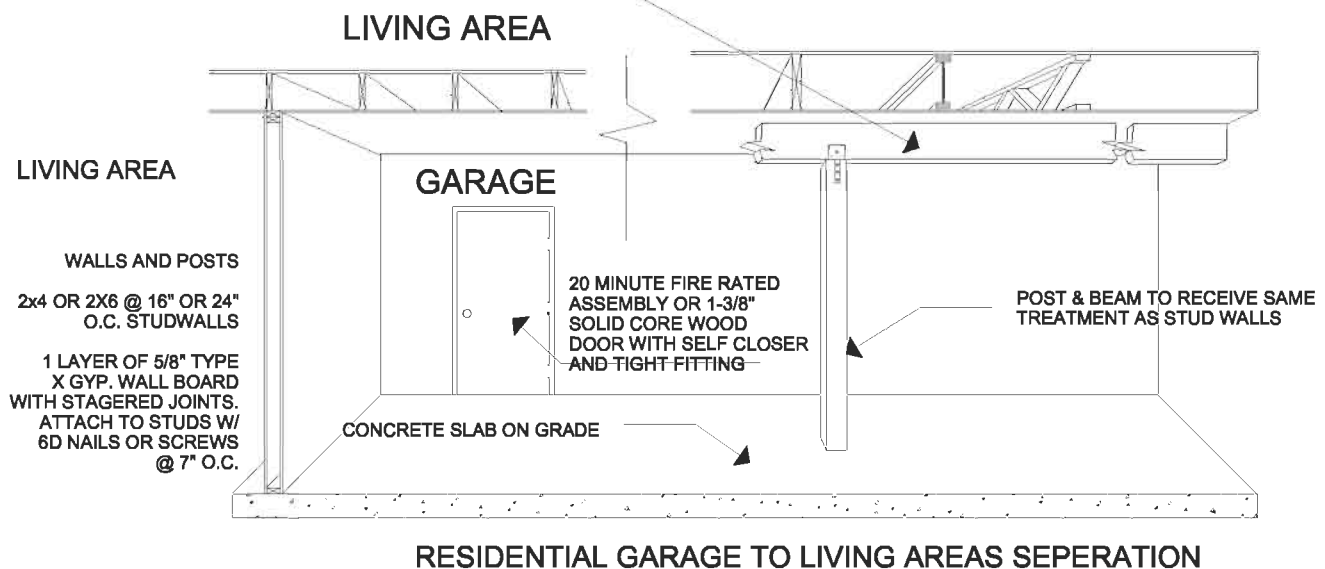 LIVING AREA
LIVING AREA
GARAGE
WALLS AND POSTS
2x4 OR 2X6 @ 16" OR 24"
O.C. STUDWALLS
1 LAYER OF 5/8" TYPE
X GYP. WALL BOARD
WITH STAGERED JOINTS.
ATTACH TO STUDS W/
6D NAILS OR SCREWS
@ 7" O.C.
20 MINUTE FIRE RATED
ASSEMBLY OR 1-3/8"
SOLID CORE WOOD
DOOR WITH SELF CLOSER
AND TIGHT FITTING
POST & BEAM TO RECEIVE SAME
TREATMENT AS STUD WALLS
CONCRETE SLAB ON GRADE
RESIDENTIAL GARAGE TO LIVING AREAS SEPERATION